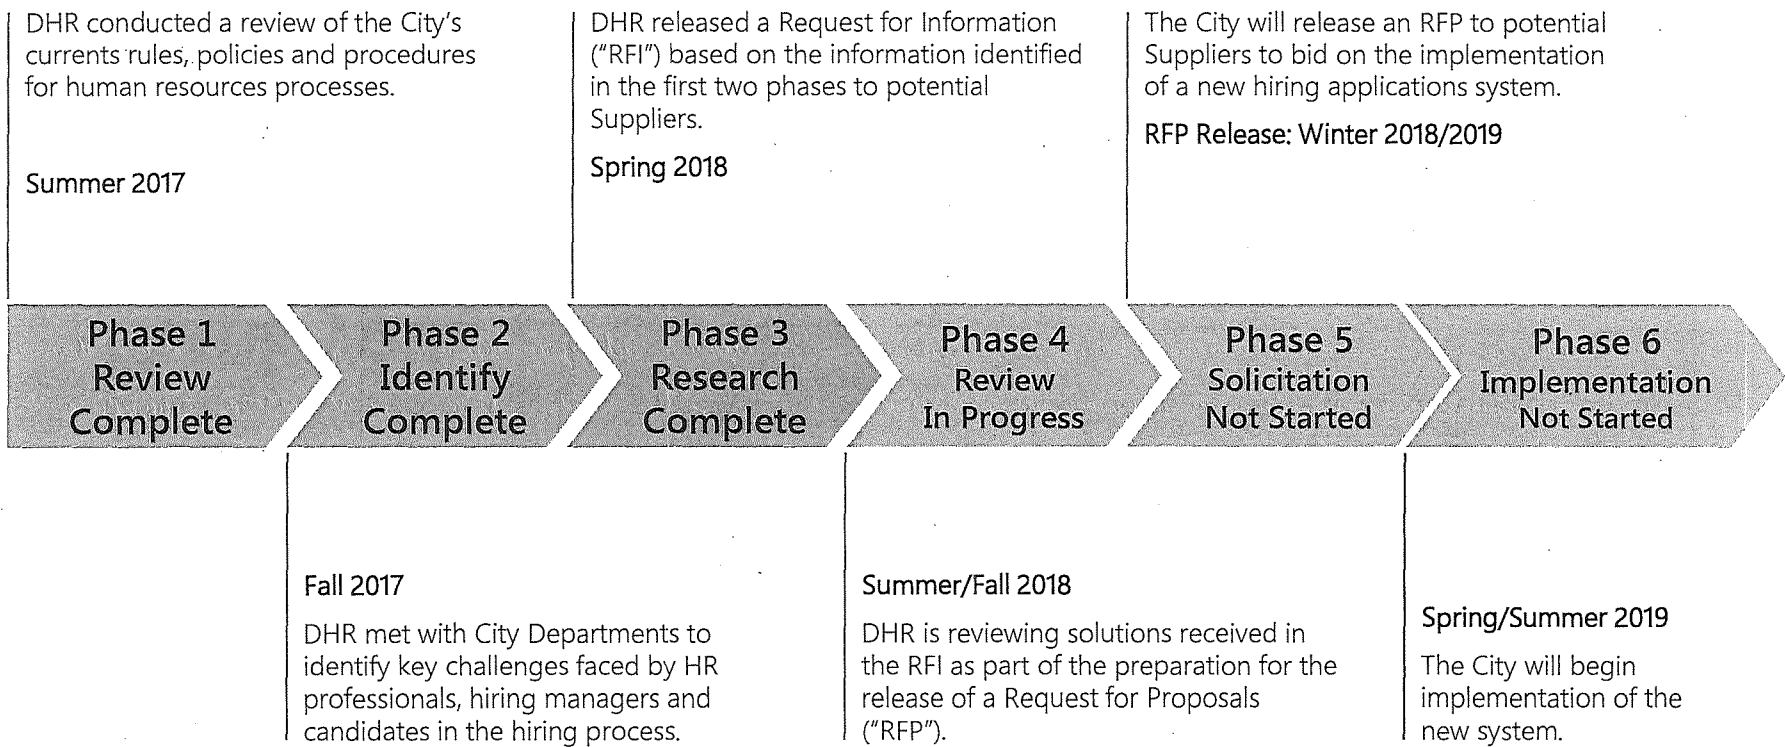 DHR conducted a review of the City's
currents rules, policies and procedures
for human resources processes.
Summer 2017
DHR released a Request for Information
("RFI") based on the information identified
in the first two phases to potential
Suppliers.
Spring 2018
The City will release an RFP to potential
Suppliers to bid on the implementation
of a new hiring applications system.
RFP Release: Winter 2018/2019
Phase 1
Review
Complete
Phase 2
Identify
Complete
Phase 3
Research
Complete
Phase 4
Review
In Progress
Phase 5
Solicitation
Not Started
Phase 6
Implementation
Not Started
Fall 2017
DHR met with City Departments to
identify key challenges faced by HR
professionals, hiring managers and
candidates in the hiring process.
Summer/Fall 2018
DHR is reviewing solutions received in
the RFI as part of the preparation for the
release of a Request for Proposals
("RFP").
Spring/Summer 2019
The City will begin
implementation of the
new system.